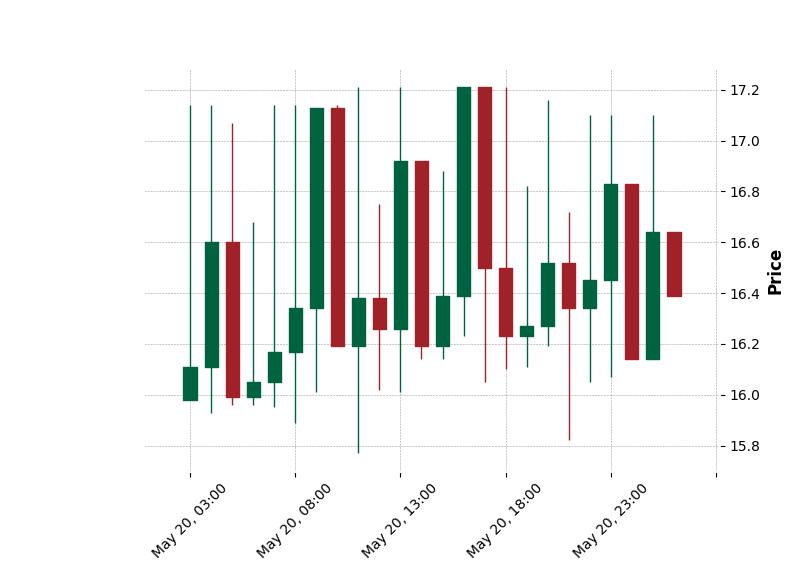 17.2
17.0
16.8
16.6
16.4
16.2
16.0
15.8
Price
May 20, 03:00
May 20, 08:00
May 20, 13:00
May 20, 18:00
May 20, 23:00